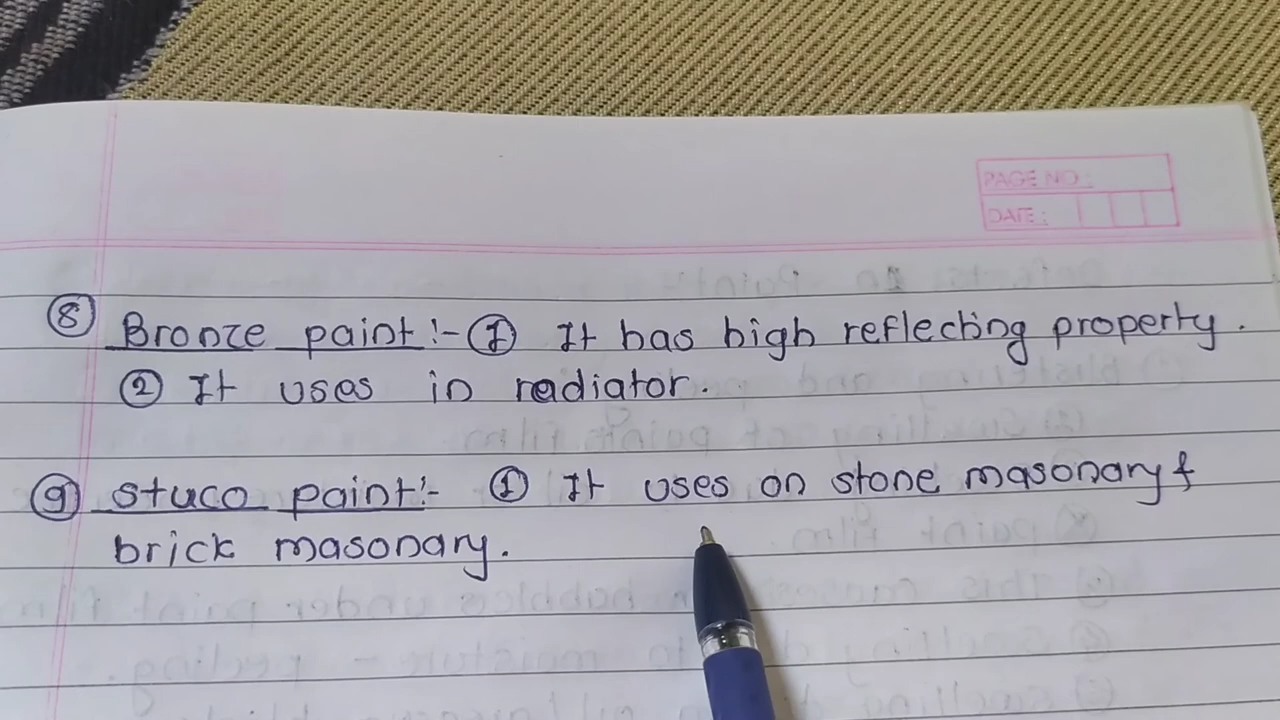 PAGE NO.:
DATE:
⑧ Bronze paint:- ① It has high reflecting property.
② It uses in radiator.
⑨ Stuco paint:- ① It uses on stone masonary &
brick masonary.